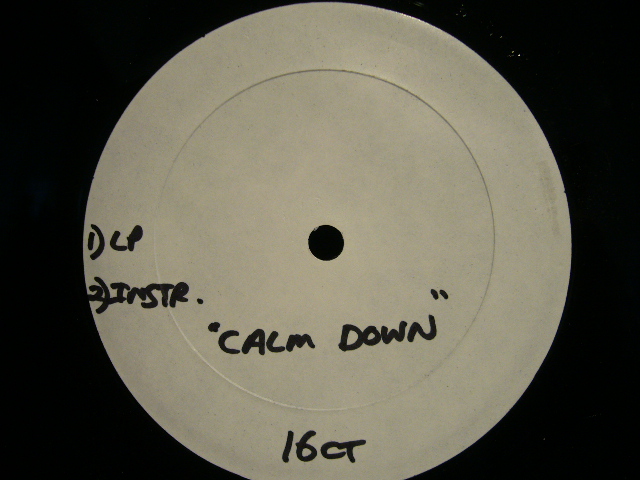 1) LP
2) INSTR.
"CALM DOWN"
16CT